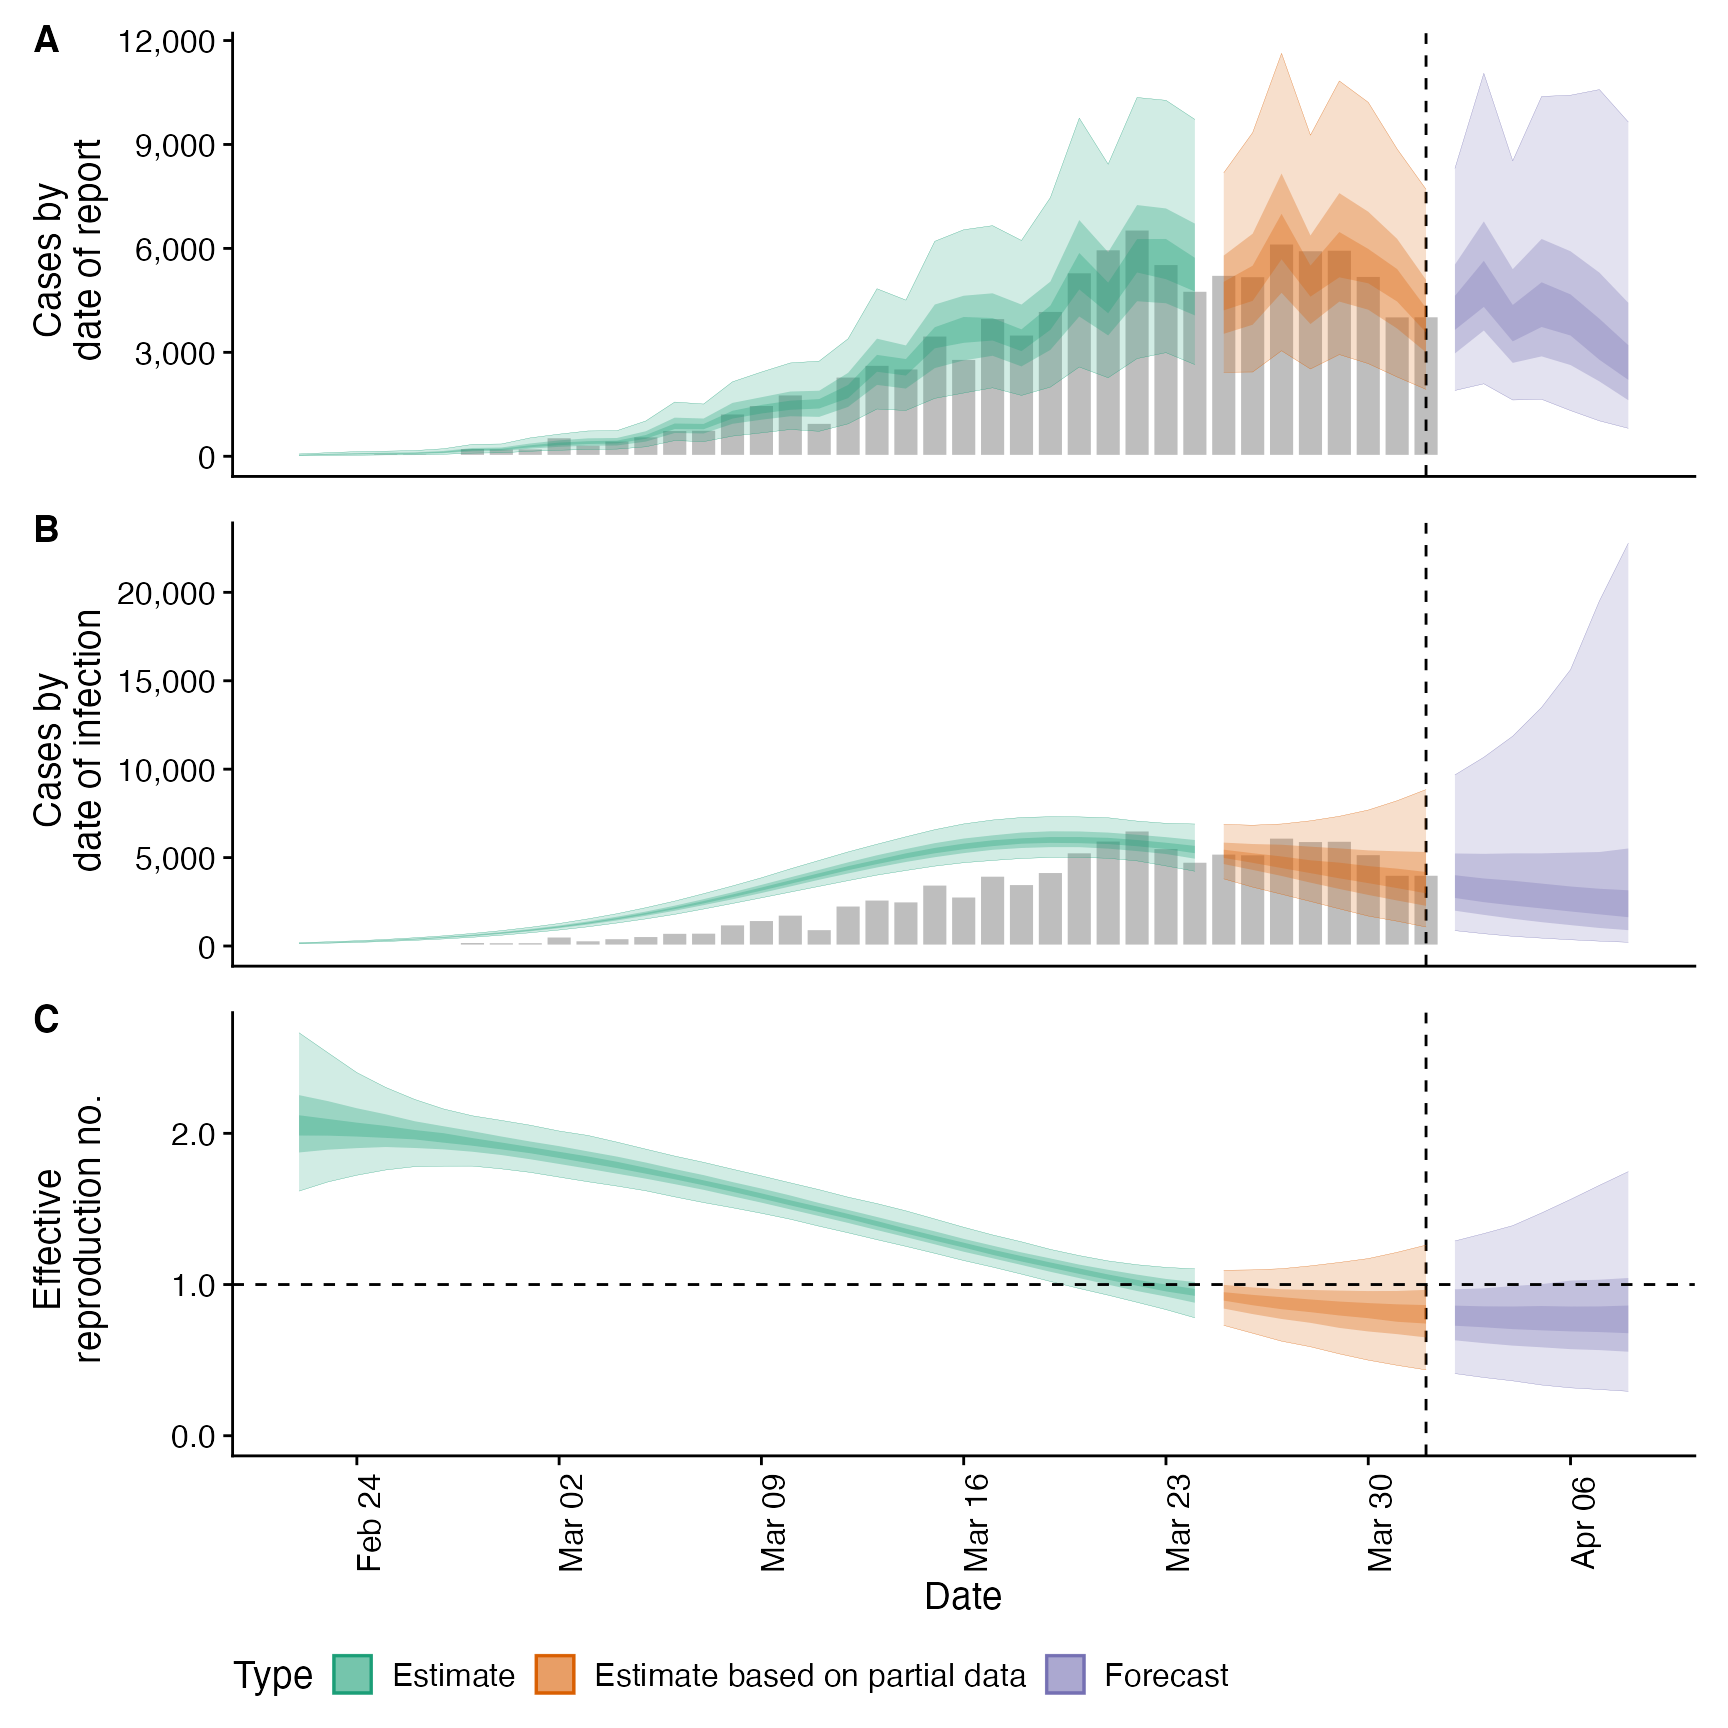 A
12,000
9,000
6,000
3,000
0
Cases by
date of report
B
20,000
15,000
10,000
5,000
0
Cases by
date of infection
C
2.0
1.0
0.0
Effective
reproduction no.
Feb 24
Mar 02
Mar 09
Mar 16
Mar 23
Mar 30
Apr 06
Date
Type Estimate Estimate based on partial data Forecast